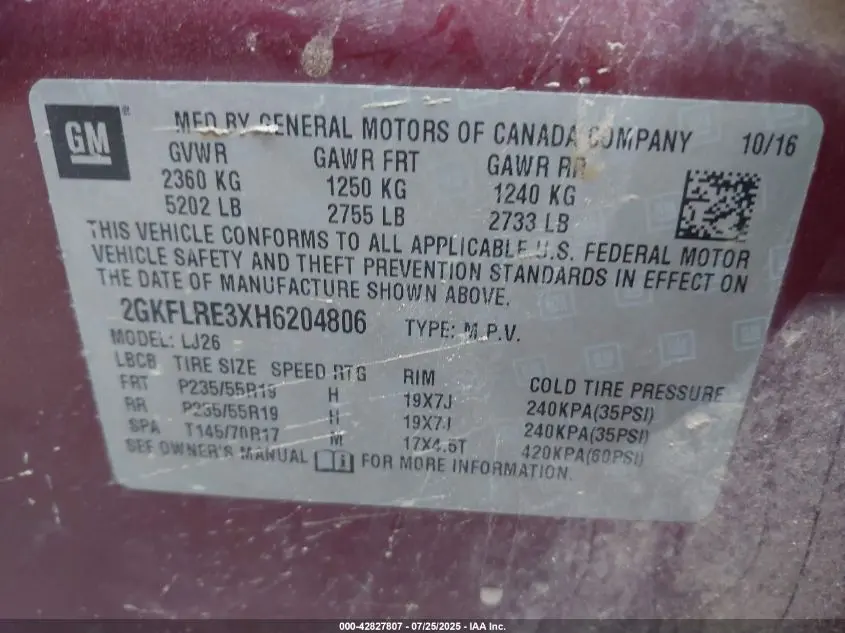 GM ®
MFD BY GENERAL MOTORS OF CANADA COMPANY 10/16
GVWR GAWR FRT GAWR RR
2360 KG 1250 KG 1240 KG
5202 LB 2755 LB 2733 LB
THIS VEHICLE CONFORMS TO ALL APPLICABLE U.S. FEDERAL MOTOR
VEHICLE SAFETY AND THEFT PREVENTION STANDARDS IN EFFECT ON
THE DATE OF MANUFACTURE SHOWN ABOVE.
2GKFLRE3XH6204806 TYPE: M.P.V.
MODEL: LJ26
LBCB TIRE SIZE SPEED RTG RIM COLD TIRE PRESSURE
FRT P235/55R19 H 19X7J 240KPA(35PSI)
RR P235/55R19 H 19X7J 240KPA(35PSI)
SPA T145/70R17 M 17X4.5T 420KPA(60PSI)
SEE OWNER'S MANUAL FOR MORE INFORMATION.
000-42827807 - 07/25/2025 - IAA Inc.